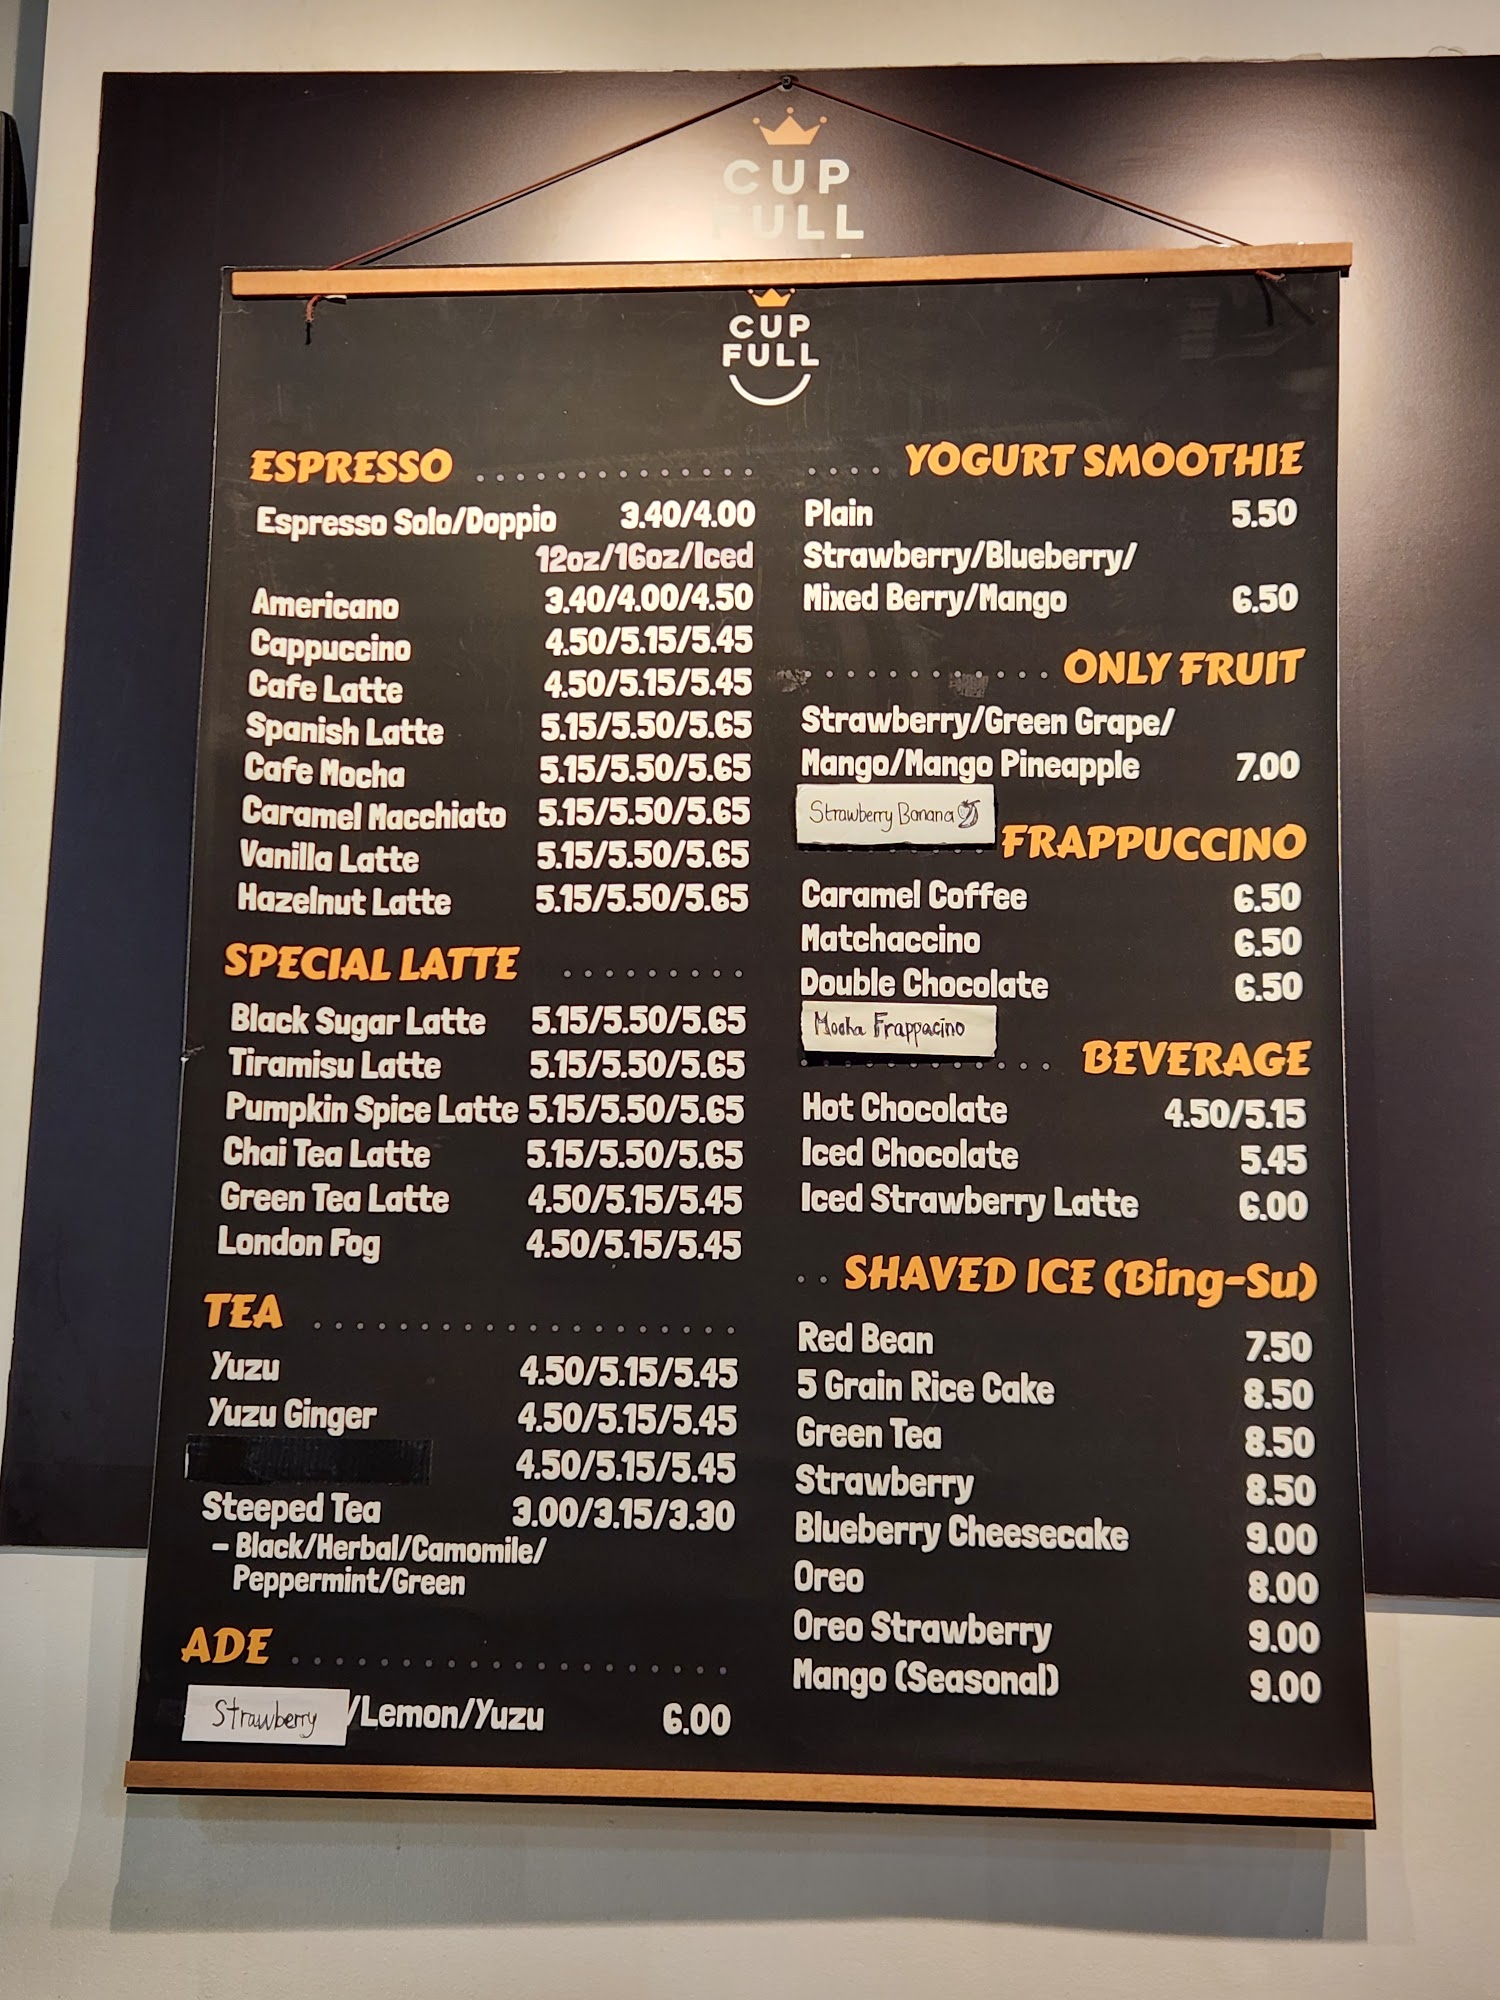 CUP
FULL
CUP
FULL
ESPRESSO
Espresso Solo/Doppio 3.40/4.00
12oz/16oz/Iced
Americano 3.40/4.00/4.50
Cappuccino 4.50/5.15/5.45
Cafe Latte 4.50/5.15/5.45
Spanish Latte 5.15/5.50/5.65
Cafe Mocha 5.15/5.50/5.65
Caramel Macchiato 5.15/5.50/5.65
Vanilla Latte 5.15/5.50/5.65
Hazelnut Latte 5.15/5.50/5.65
SPECIAL LATTE
Black Sugar Latte 5.15/5.50/5.65
Tiramisu Latte 5.15/5.50/5.65
Pumpkin Spice Latte 5.15/5.50/5.65
Chai Tea Latte 5.15/5.50/5.65
Green Tea Latte 4.50/5.15/5.45
London Fog 4.50/5.15/5.45
TEA
Yuzu 4.50/5.15/5.45
Yuzu Ginger 4.50/5.15/5.45
4.50/5.15/5.45
Steeped Tea 3.00/3.15/3.30
– Black/Herbal/Camomile/
Peppermint/Green
ADE
Strawberry/Lemon/Yuzu 6.00
YOGURT SMOOTHIE
Plain 5.50
Strawberry/Blueberry/
Mixed Berry/Mango 6.50
ONLY FRUIT
Strawberry/Green Grape/
Mango/Mango Pineapple 7.00
Strawberry Banana
FRAPPUCCINO
Caramel Coffee 6.50
Matchaccino 6.50
Double Chocolate 6.50
Mocha Frappacino
BEVERAGE
Hot Chocolate 4.50/5.15
Iced Chocolate 5.45
Iced Strawberry Latte 6.00
SHAVED ICE (Bing-Su)
Red Bean 7.50
5 Grain Rice Cake 8.50
Green Tea 8.50
Strawberry 8.50
Blueberry Cheesecake 9.00
Oreo 8.00
Oreo Strawberry 9.00
Mango (Seasonal) 9.00